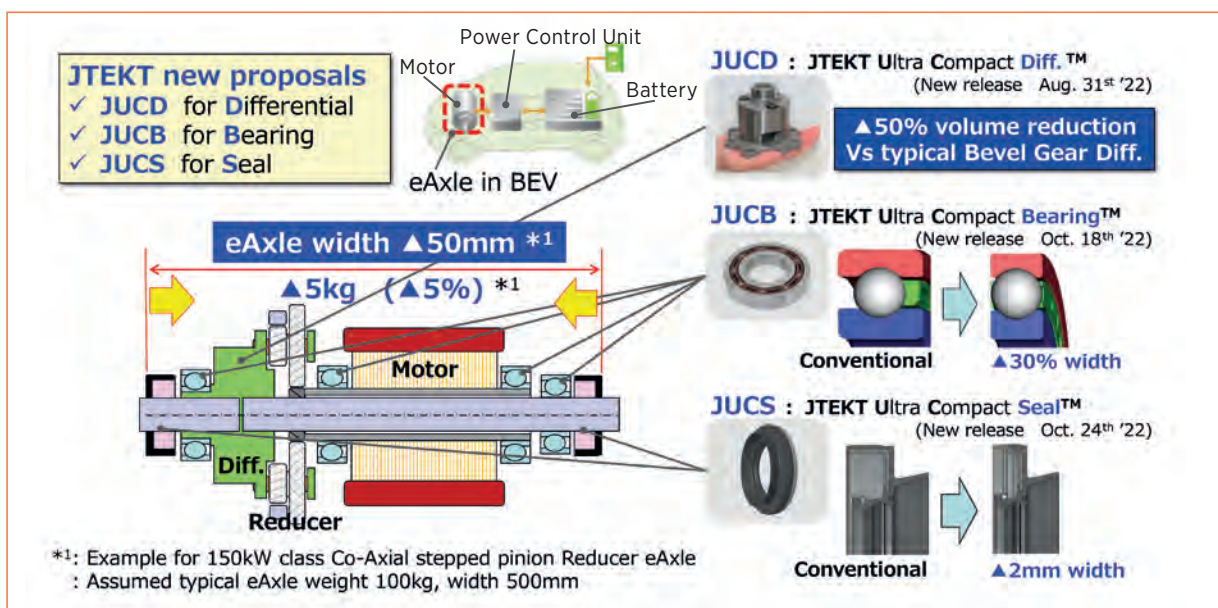 JTEKT new proposals
✓ JUCD for Differential
✓ JUCB for Bearing
✓ JUCS for Seal
Power Control Unit
Motor
Battery
eAxle in BEV
eAxle width ▲50mm *1
▲5kg (▲5%) *1
Motor
Diff.
Reducer
*1: Example for 150kW class Co-Axial stepped pinion Reducer eAxle
: Assumed typical eAxle weight 100kg, width 500mm
JUCD : JTEKT Ultra Compact Diff.™
(New release Aug. 31st ’22)
▲50% volume reduction
Vs typical Bevel Gear Diff.
JUCB : JTEKT Ultra Compact Bearing™
(New release Oct. 18th ’22)
Conventional
▲30% width
JUCS : JTEKT Ultra Compact Seal™
(New release Oct. 24th ’22)
Conventional
▲2mm width